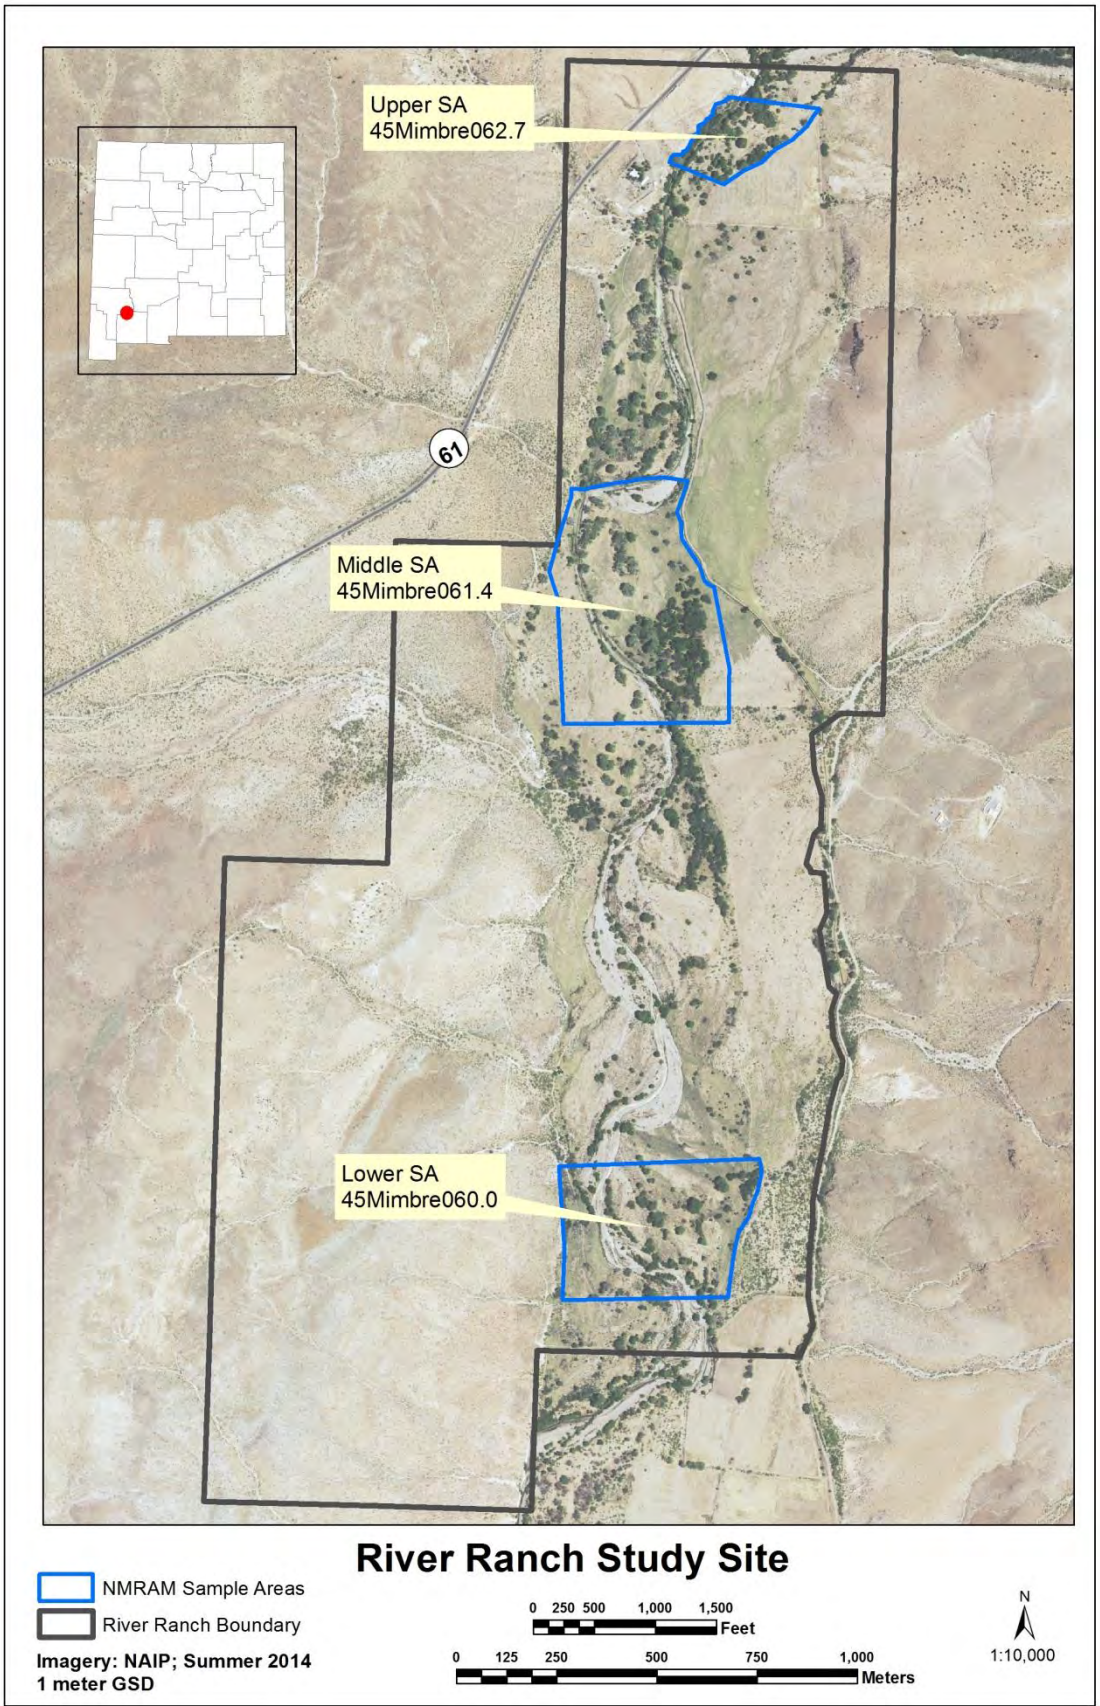 Upper SA
45Mimbre062.7
61
Middle SA
45Mimbre061.4
Lower SA
45Mimbre060.0
River Ranch Study Site
NMRAM Sample Areas
River Ranch Boundary
Imagery: NAIP; Summer 2014
1 meter GSD
0 250 500 1,000 1,500
Feet
0 125 250 500 750 1,000
Meters
N
1:10,000